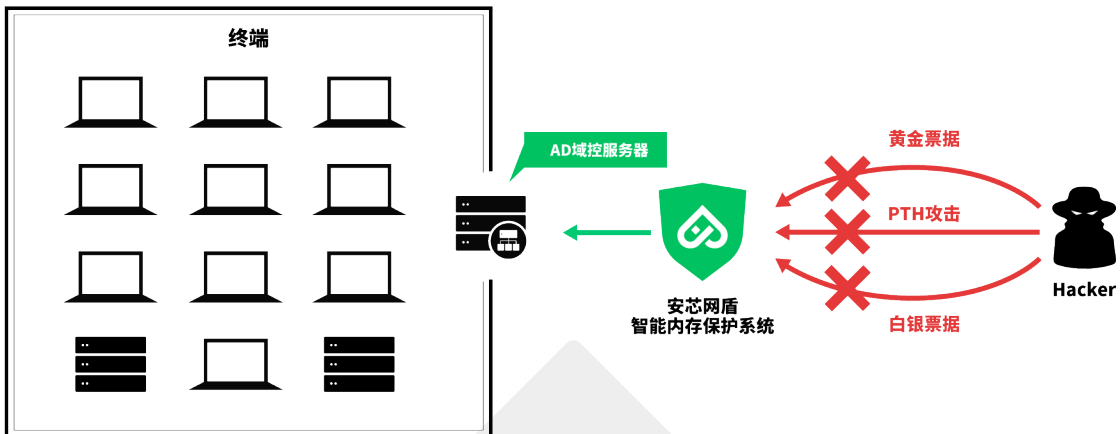 终端
AD域控服务器
黄金票据
PTH攻击
白银票据
Hacker
安芯网盾
智能内存保护系统